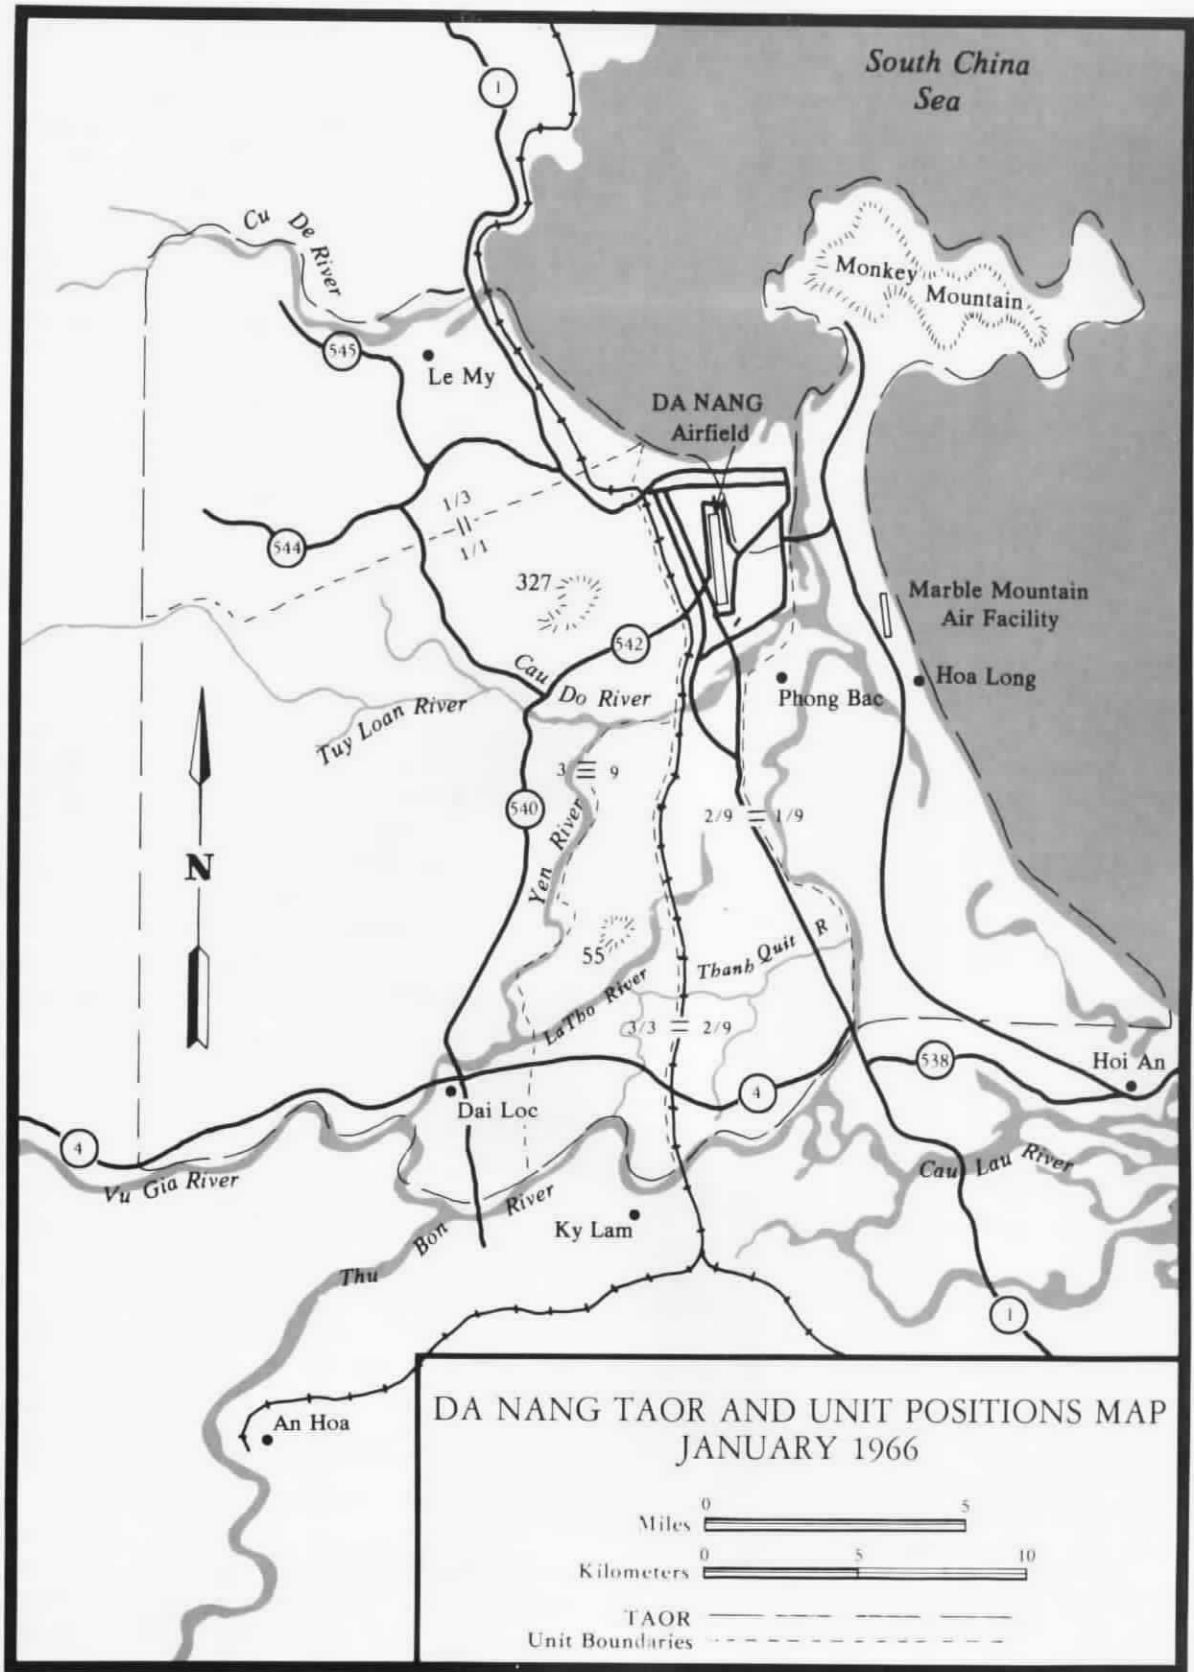 South China
Sea
1
Cu De River
Monkey
Mountain
545
Le My
DA NANG
Airfield
1/3
1/1
544
327
Marble Mountain
Air Facility
542
Cau
Do River
Hoa Long
Phong Bac
Tuy Loan River
3 9
540
2/9 1/9
Yen River
N
55
Thanh Quit R
La Tho River
3/3 2/9
538
Hoi An
4
Dai Loc
4
Vu Gia River
Cau Lau River
Thu Bon River
Ky Lam
1
An Hoa
DA NANG TAOR AND UNIT POSITIONS MAP
JANUARY 1966
0 5
Miles
0 5 10
Kilometers
TAOR
Unit Boundaries